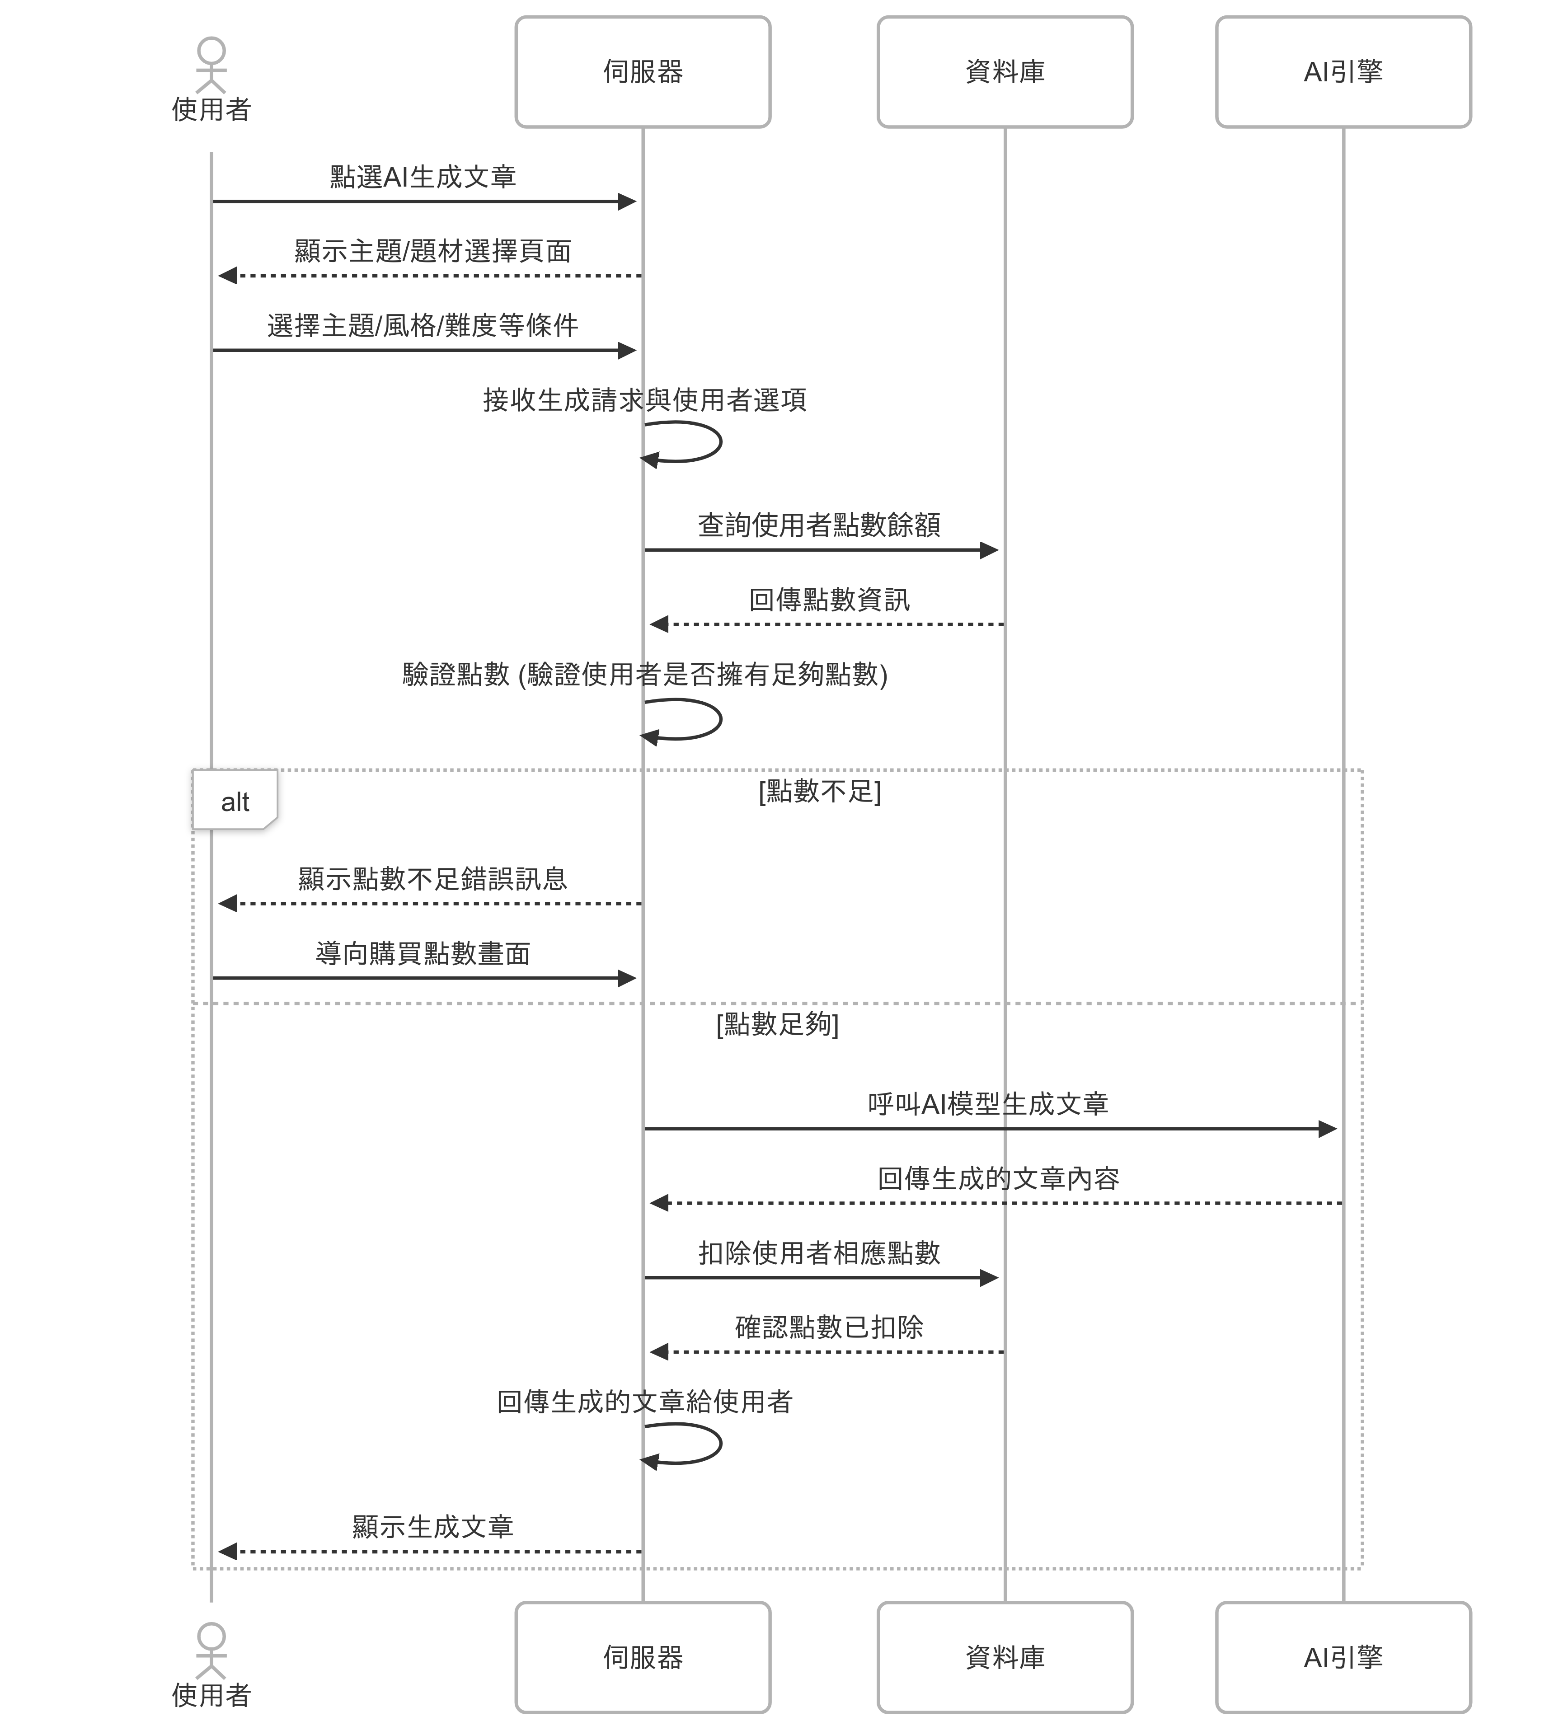 使用者
伺服器
資料庫
AI引擎
點選AI生成文章
顯示主題/題材選擇頁面
選擇主題/風格/難度等條件
接收生成請求與使用者選項
查詢使用者點數餘額
回傳點數資訊
驗證點數 (驗證使用者是否擁有足夠點數)
alt
[點數不足]
顯示點數不足錯誤訊息
導向購買點數畫面
[點數足夠]
呼叫AI模型生成文章
回傳生成的文章內容
扣除使用者相應點數
確認點數已扣除
回傳生成的文章給使用者
顯示生成文章
使用者
伺服器
資料庫
AI引擎